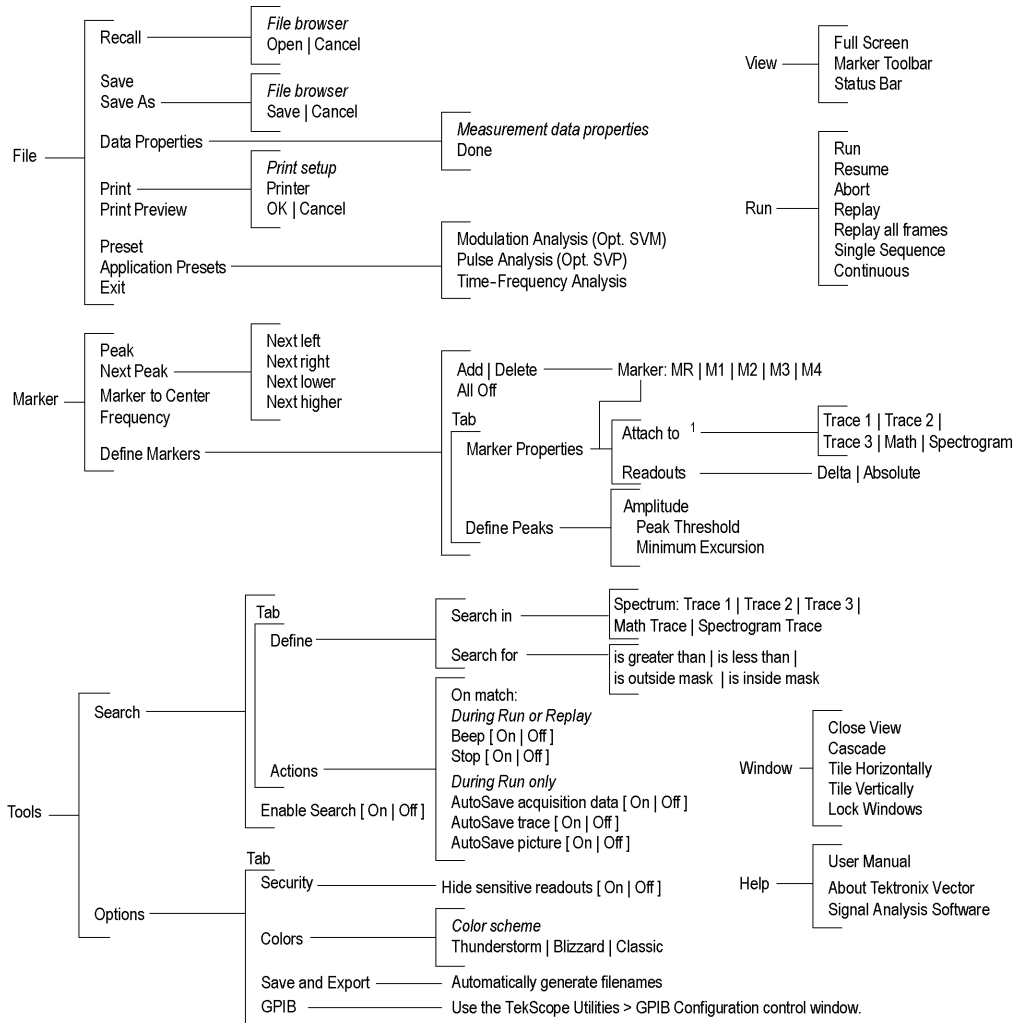 File
Recall
File browser
Open | Cancel
Save
Save As
File browser
Save | Cancel
Data Properties
Measurement data properties
Done
Print
Print Preview
Print setup
Printer
OK | Cancel
Preset
Application Presets
Exit
Modulation Analysis (Opt. SVM)
Pulse Analysis (Opt. SVP)
Time-Frequency Analysis
View
Full Screen
Marker Toolbar
Status Bar
Run
Run
Resume
Abort
Replay
Replay all frames
Single Sequence
Continuous
Marker
Peak
Next Peak
Marker to Center
Frequency
Define Markers
Next left
Next right
Next lower
Next higher
Add | Delete
All Off
Marker: MR | M1 | M2 | M3 | M4
Tab
Marker Properties
Attach to 1
Trace 1 | Trace 2 |
Trace 3 | Math | Spectrogram
Readouts
Delta | Absolute
Define Peaks
Amplitude
Peak Threshold
Minimum Excursion
Tools
Search
Tab
Define
Search in
Spectrum: Trace 1 | Trace 2 | Trace 3 |
Math Trace | Spectrogram Trace
Search for
is greater than | is less than |
is outside mask | is inside mask
Actions
On match:
During Run or Replay
Beep [ On | Off ]
Stop [ On | Off ]
During Run only
AutoSave acquisition data [ On | Off ]
AutoSave trace [ On | Off ]
AutoSave picture [ On | Off ]
Enable Search [ On | Off ]
Options
Tab
Security
Hide sensitive readouts [ On | Off ]
Colors
Color scheme
Thunderstorm | Blizzard | Classic
Save and Export
Automatically generate filenames
GPIB
Use the TekScope Utilities > GPIB Configuration control window.
Window
Close View
Cascade
Tile Horizontally
Tile Vertically
Lock Windows
Help
User Manual
About Tektronix Vector
Signal Analysis Software